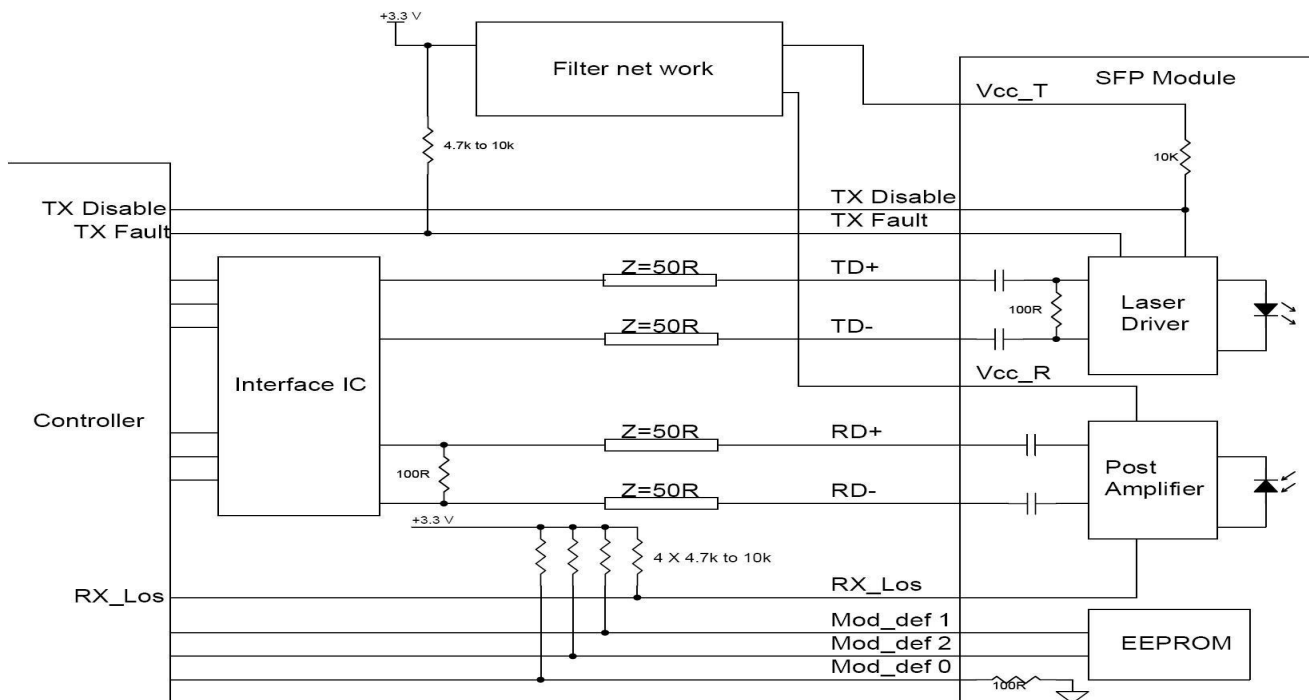 +3.3 V
Filter net work
SFP Module
Vcc_T
4.7k to 10k
10K
TX Disable
TX Disable
TX Fault
TX Fault
Z=50R
TD+
100R
Laser
Driver
Z=50R
TD-
Interface IC
Vcc_R
Controller
Z=50R
RD+
100R
Post
Amplifier
Z=50R
RD-
+3.3 V
4 X 4.7k to 10k
RX_Los
RX_Los
Mod_def 1
Mod_def 2
EEPROM
Mod_def 0
100R